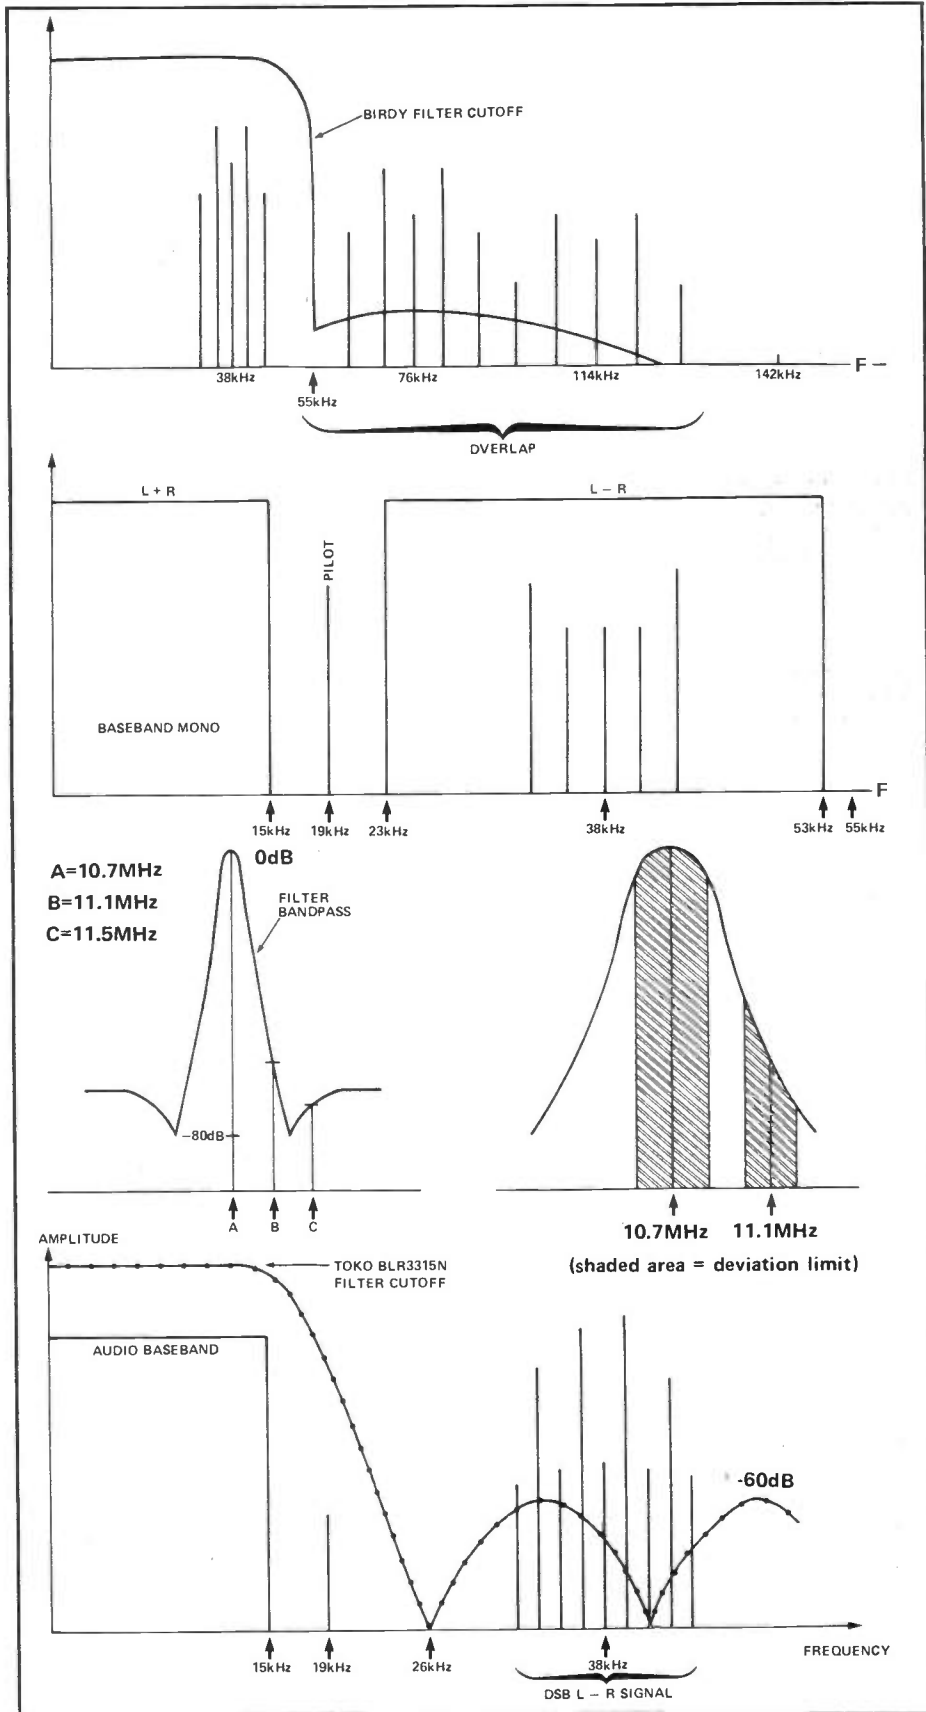 BIRDY FILTER CUTOFF
F –
38kHz
76kHz
114kHz
142kHz
55kHz
DVERLAP
L + R
L – R
PILOT
BASEBAND MONO
F
15kHz
19kHz
23kHz
38kHz
53kHz
55kHz
A=10.7MHz
B=11.1MHz
C=11.5MHz
0dB
FILTER
BANDPASS
–80dB
A
B
C
10.7MHz
11.1MHz
(shaded area = deviation limit)
AMPLITUDE
TOKO BLR3315N
FILTER CUTOFF
AUDIO BASEBAND
-60dB
15kHz
19kHz
26kHz
38kHz
FREQUENCY
DSB L – R SIGNAL